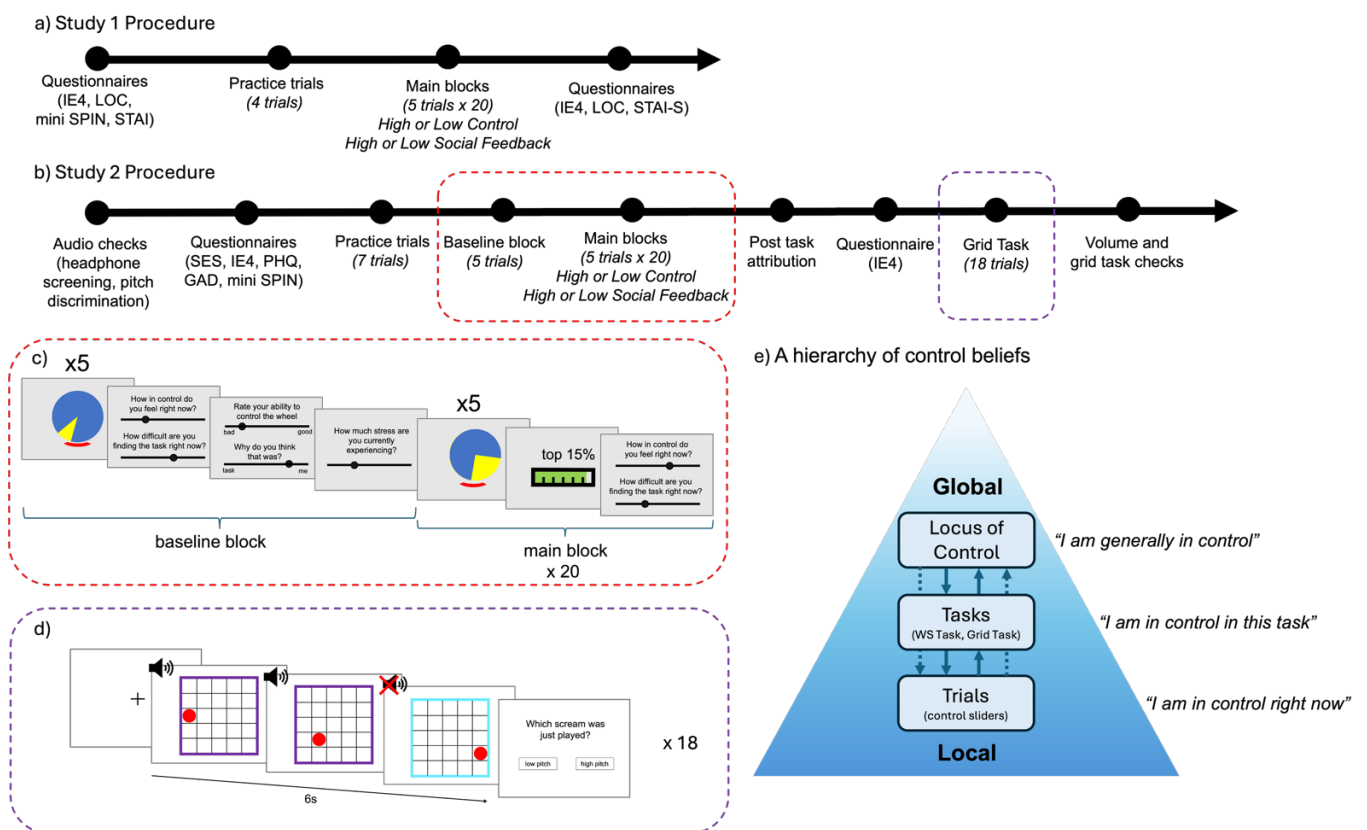 a) Study 1 Procedure
Questionnaires
(IE4, LOC,
mini SPIN, STAI)
Practice trials
(4 trials)
Main blocks
(5 trials x 20)
High or Low Control
High or Low Social Feedback
Questionnaires
(IE4, LOC, STAI-S)
b) Study 2 Procedure
Audio checks
(headphone
screening, pitch
discrimination)
Questionnaires
(SES, IE4, PHQ,
GAD, mini SPIN)
Practice trials
(7 trials)
Baseline block
(5 trials)
Main blocks
(5 trials x 20)
High or Low Control
High or Low Social Feedback
Post task
attribution
Questionnaire
(IE4)
Grid Task
(18 trials)
Volume and
grid task checks
c)
x5
How in control do
you feel right now?
How difficult are you
finding the task right now?
Rate your ability to
control the wheel
bad good
Why do you think
that was?
task me
How much stress are
you currently
experiencing?
x5
top 15%
How in control do
you feel right now?
How difficult are you
finding the task right now?
baseline block
main block
x 20
d)
+
6s
Which scream was
just played?
low pitch high pitch
x 18
e) A hierarchy of control beliefs
Global
Locus of
Control
"I am generally in control"
Tasks
(WS Task, Grid Task)
"I am in control in this task"
Trials
(control sliders)
"I am in control right now"
Local